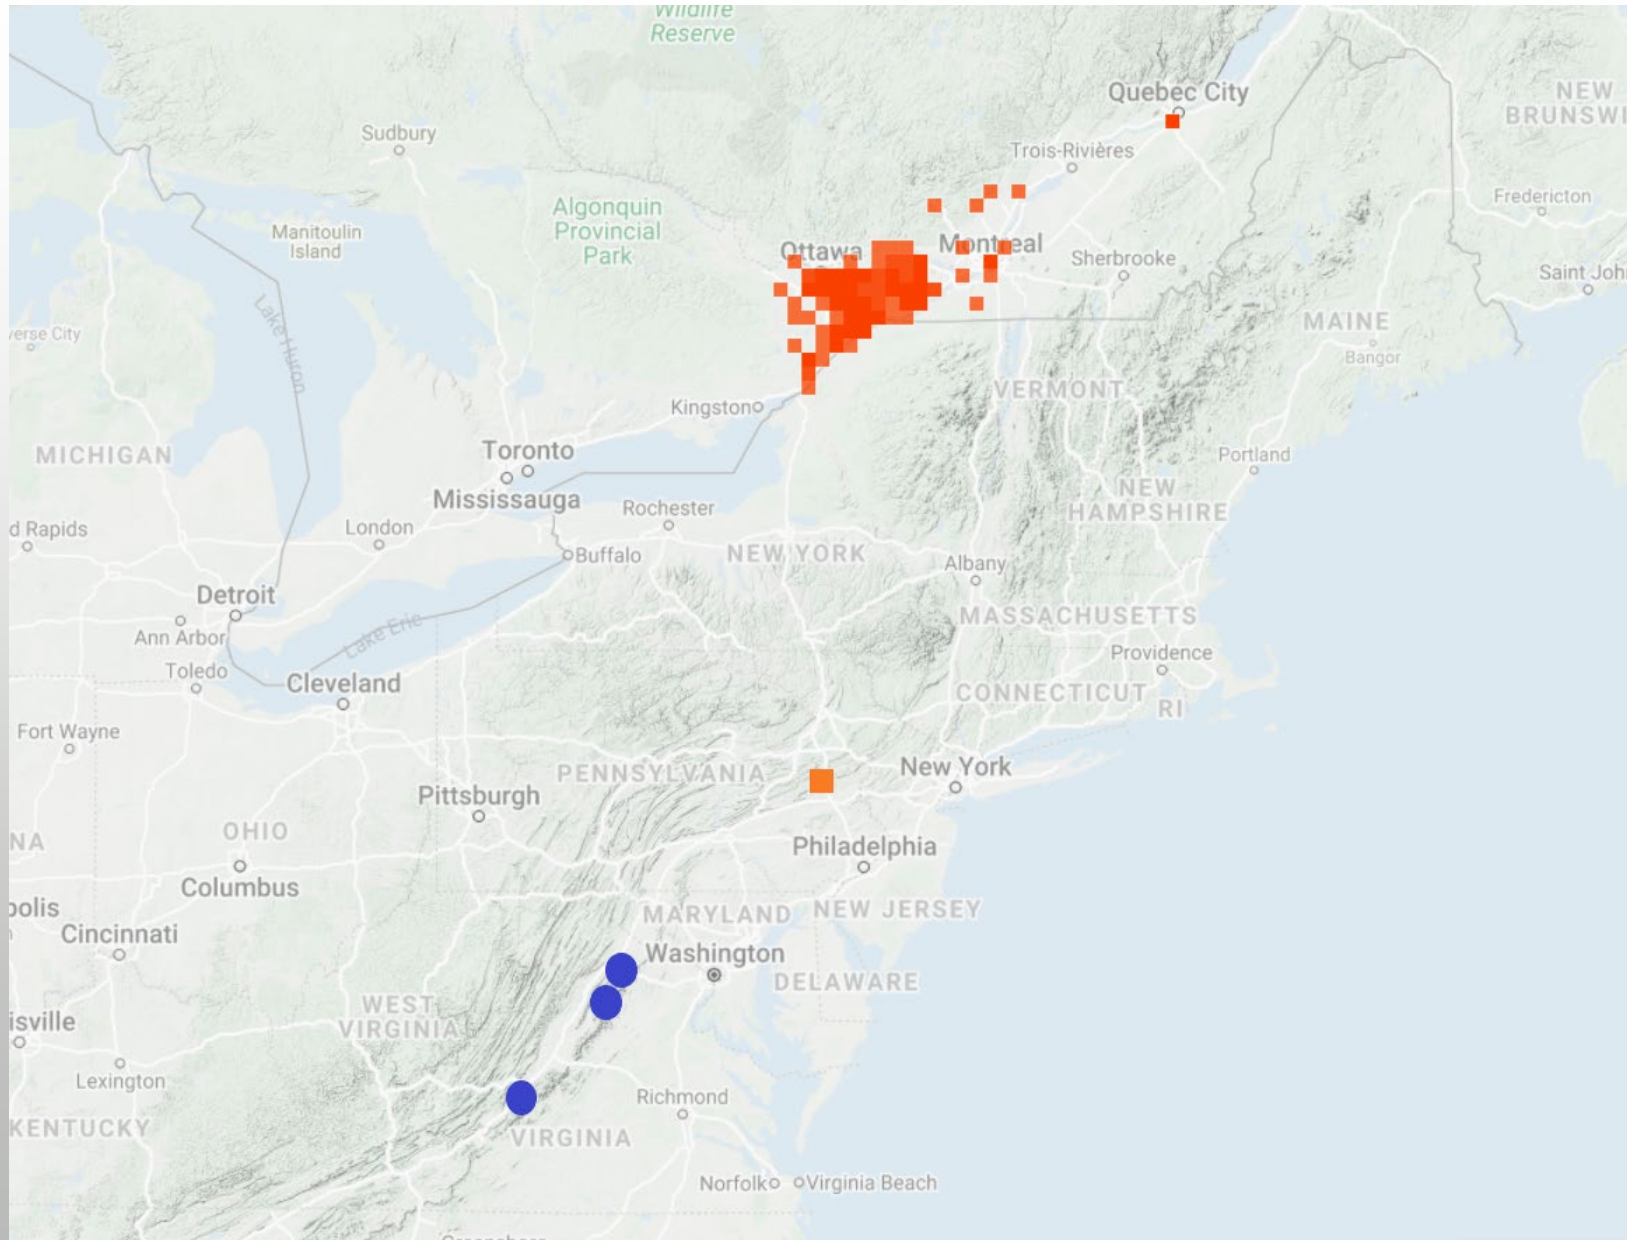 Wildlife
Reserve
Quebec City
NEW
BRUNSWI
Sudbury
Trois-Rivières
Fredericton
Algonquin
Provincial
Park
Manitoulin
Island
Ottawa
Montreal
Sherbrooke
Saint Joh
MAINE
Bangor
verse City
Lake Huron
VERMONT
Kingston
MICHIGAN
Toronto
Mississauga
Portland
NEW
HAMPSHIRE
Rochester
d Rapids
London
Buffalo
NEW YORK
Albany
Detroit
Ann Arbor
Lake Erie
MASSACHUSETTS
Toledo
Providence
Cleveland
CONNECTICUT
RI
Fort Wayne
PENNSYLVANIA
New York
Pittsburgh
NA
OHIO
Philadelphia
Columbus
polis
MARYLAND
NEW JERSEY
Cincinnati
Washington
DELAWARE
WEST
VIRGINIA
isville
Lexington
Richmond
KENTUCKY
VIRGINIA
Norfolk
Virginia Beach